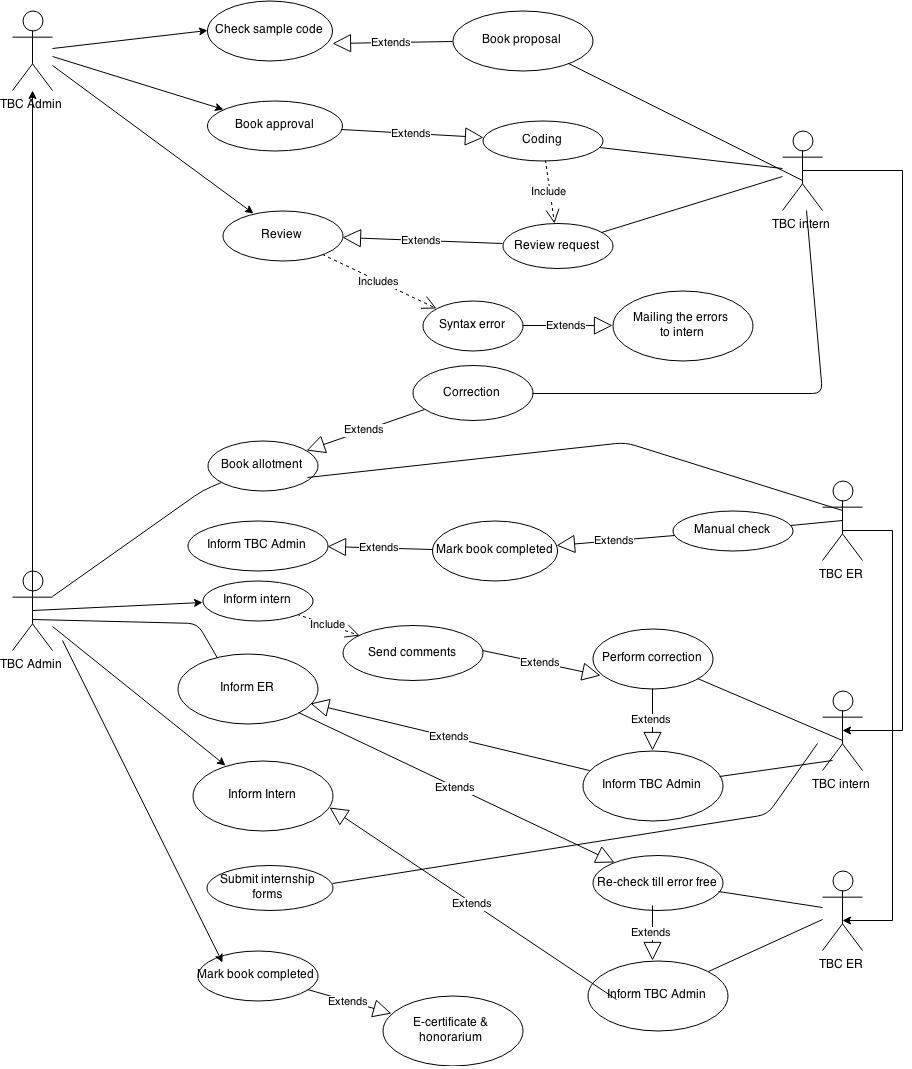 Check sample code
Extends
Book proposal
TBC Admin
Book approval
Extends
Coding
Include
TBC intern
Review
Extends
Review request
Includes
Syntax error
Extends
Mailing the errors
to intern
Correction
Extends
Book allotment
Manual check
Inform TBC Admin
Extends
Mark book completed
Extends
TBC ER
Inform intern
Include
Send comments
Extends
Perform correction
TBC Admin
Inform ER
Extends
Extends
Inform TBC Admin
TBC intern
Extends
Inform Intern
Submit internship
forms
Extends
Re-check till error free
Extends
TBC ER
Mark book completed
Inform TBC Admin
Extends
E-certificate &
honorarium